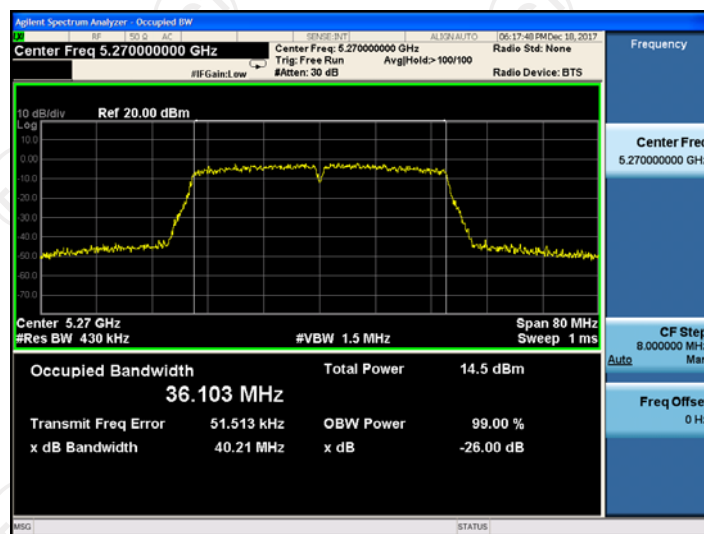 Agilent Spectrum Analyzer - Occupied BW
RF 50 Ω AC SENSE:INT ALIGN AUTO 06:17:48 PM Dec 18, 2017
Center Freq 5.270000000 GHz Center Freq: 5.270000000 GHz Radio Std: None Frequency
Trig: Free Run Avg|Hold:> 100/100
#IFGain:Low #Atten: 30 dB Radio Device: BTS
10 dB/div Ref 20.00 dBm
Log
10.0
0.00
-10.0
-20.0
-30.0
-40.0
-50.0
-60.0
-70.0
Center Freq
5.270000000 GHz
Center 5.27 GHz Span 80 MHz
#Res BW 430 kHz #VBW 1.5 MHz Sweep 1 ms
CF Step
8.000000 MHz
Auto Man
Occupied Bandwidth Total Power 14.5 dBm
36.103 MHz
Transmit Freq Error 51.513 kHz OBW Power 99.00 %
x dB Bandwidth 40.21 MHz x dB -26.00 dB
Freq Offse
0 Hz
MSG STATUS